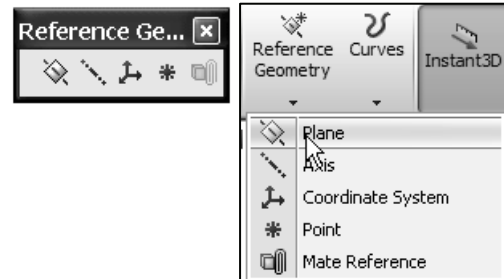 Reference Ge...
Reference
Geometry
Curves
Instant3D
Plane
Axis
Coordinate System
Point
Mate Reference